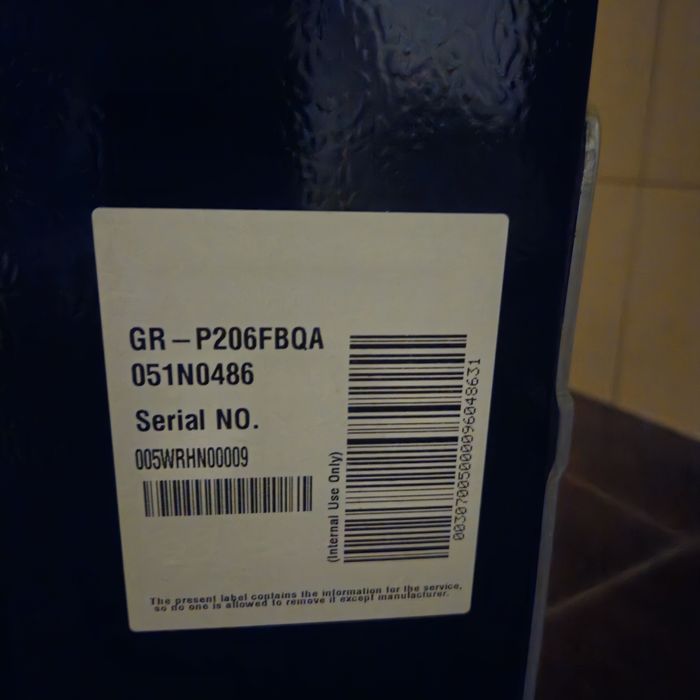 GR-P206FBQA
051N0486
Serial NO.
005WRHN00009
(Internal Use Only)
003070050000096048631
The present label contains the information for the service,
so no one is allowed to remove it except manufacturer.